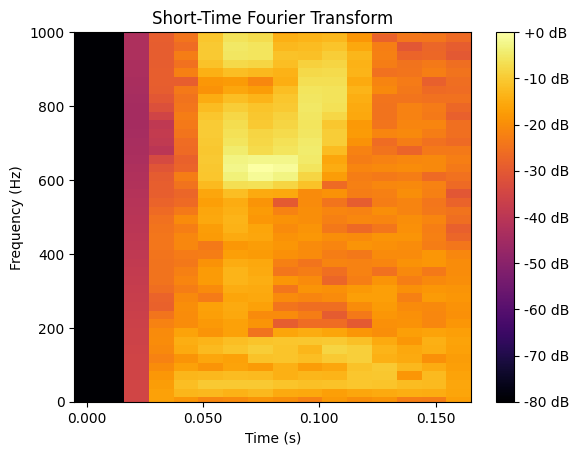 Short-Time Fourier Transform
1000
800
600
400
200
0
Frequency (Hz)
0.000
0.050
0.100
0.150
Time (s)
+0 dB
-10 dB
-20 dB
-30 dB
-40 dB
-50 dB
-60 dB
-70 dB
-80 dB